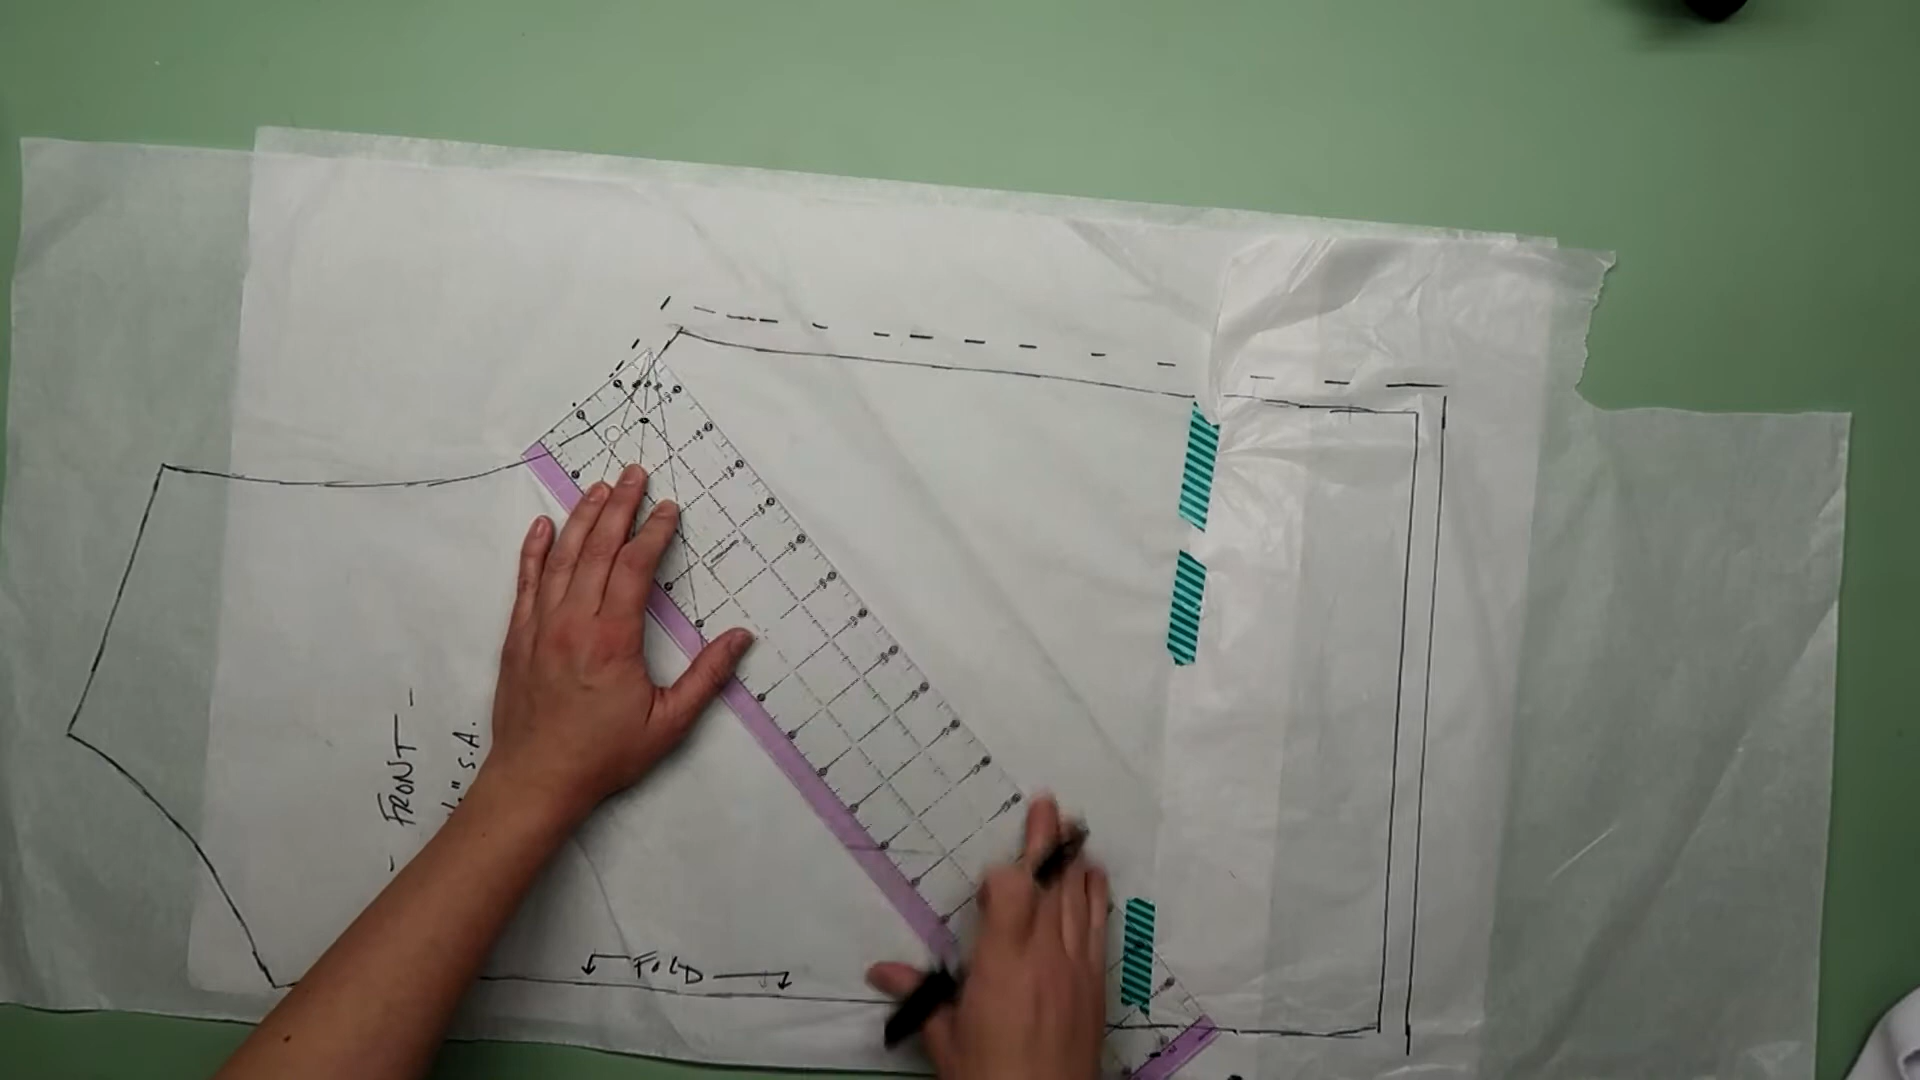 - FRONT -
" S.A.
FOLD